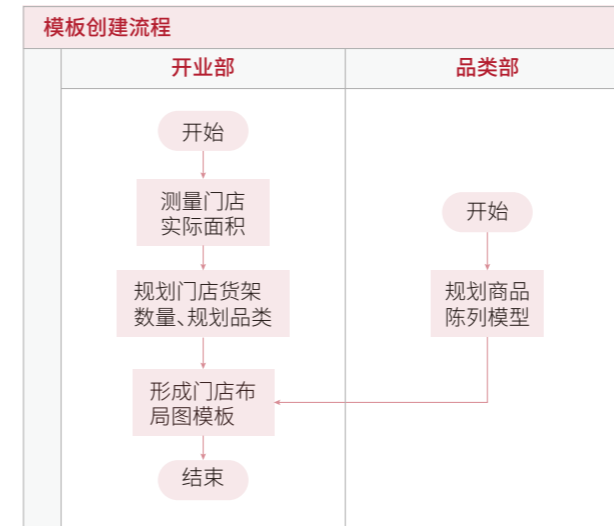 模板创建流程
开业部
品类部
开始
测量门店
实际面积
规划门店货架
数量、规划品类
形成门店布
局图模板
结束
开始
规划商品
陈列模型